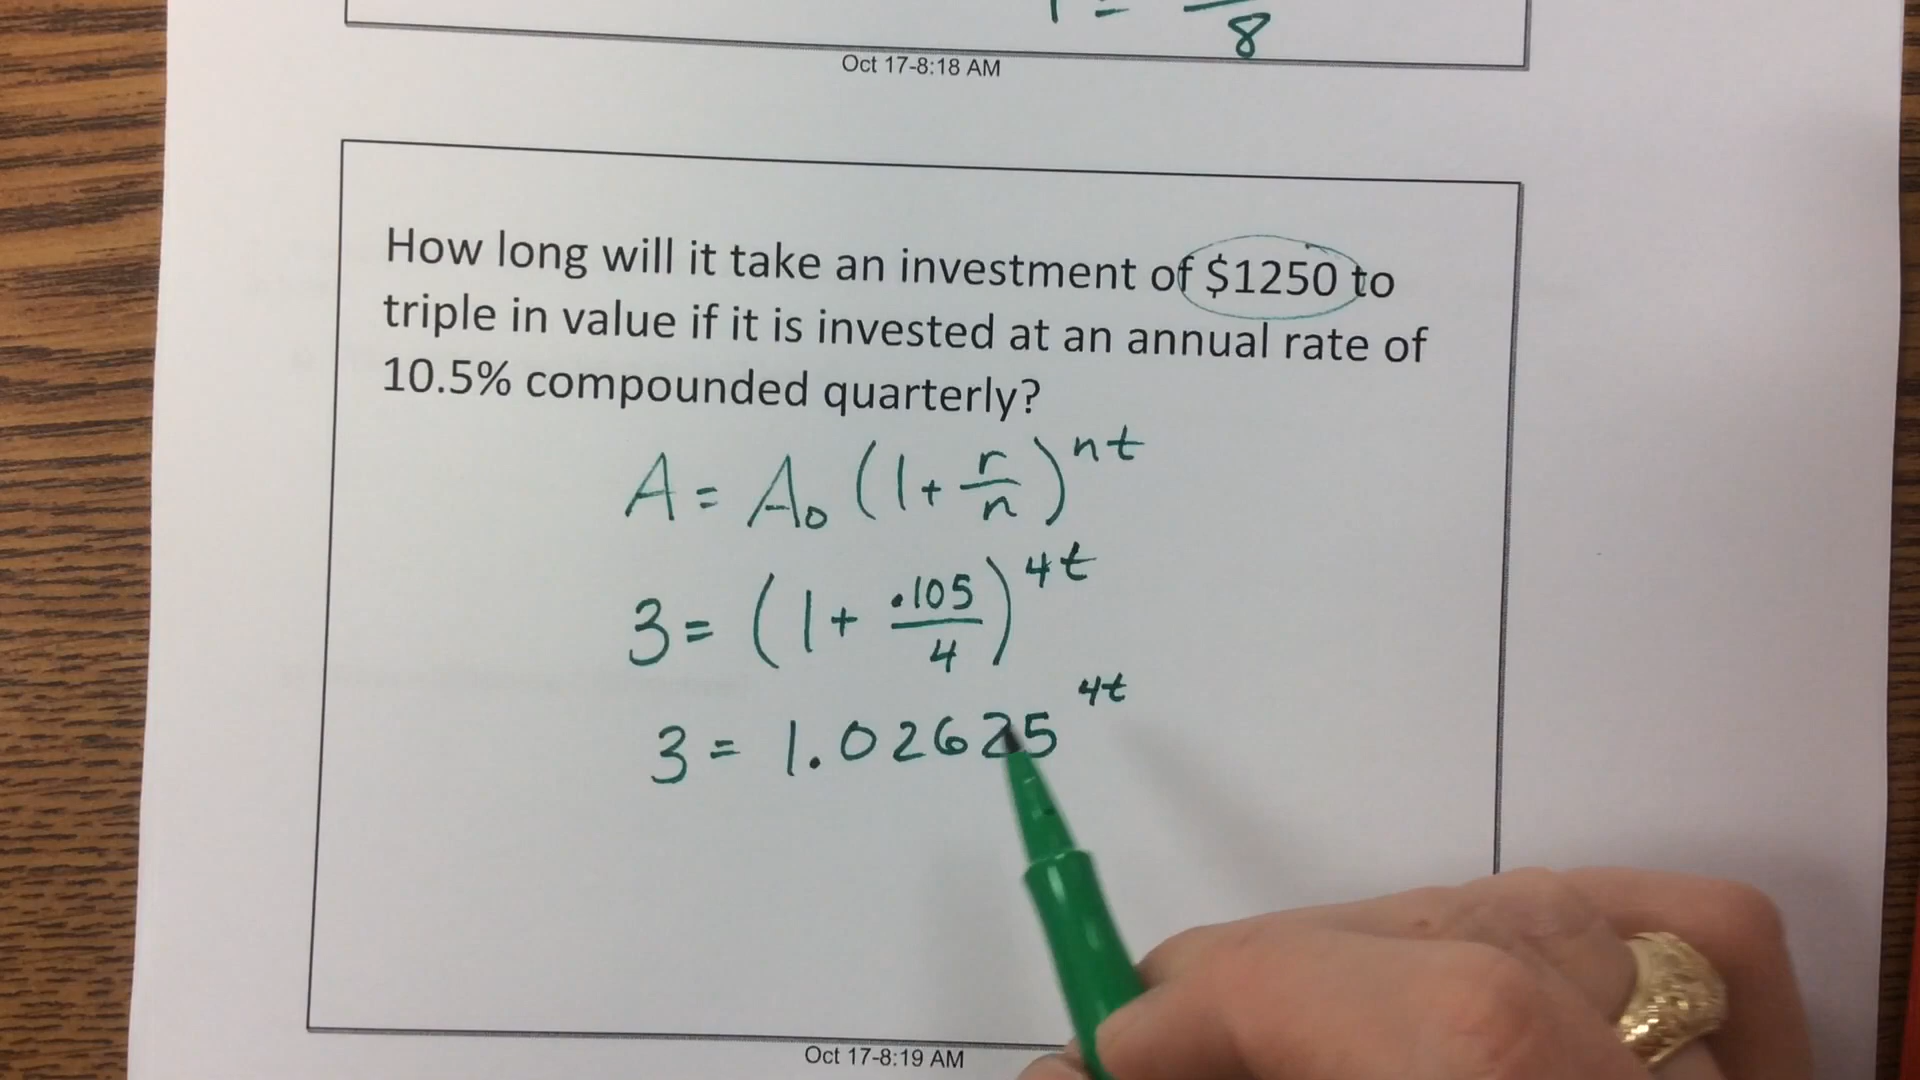 8
Oct 17-8:18 AM
How long will it take an investment of $1250 to
triple in value if it is invested at an annual rate of
10.5% compounded quarterly?
A = A₀ (1 + r/n)^nt
3 = (1 + .105/4)^4t
3 = 1.02625^4t
Oct 17-8:19 AM